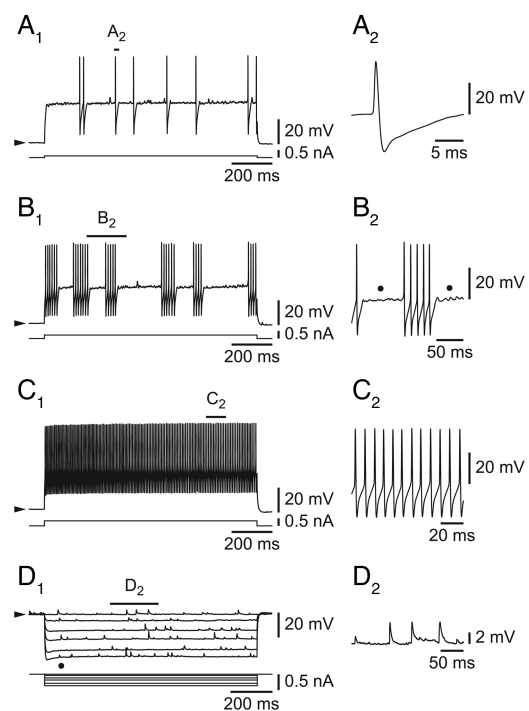 A1
A2
A2
20 mV
0.5 nA
200 ms
20 mV
5 ms
B1
B2
B2
20 mV
0.5 nA
200 ms
20 mV
50 ms
C1
C2
C2
20 mV
0.5 nA
200 ms
20 mV
20 ms
D1
D2
D2
20 mV
0.5 nA
200 ms
2 mV
50 ms